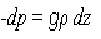 -dp = gρ dz